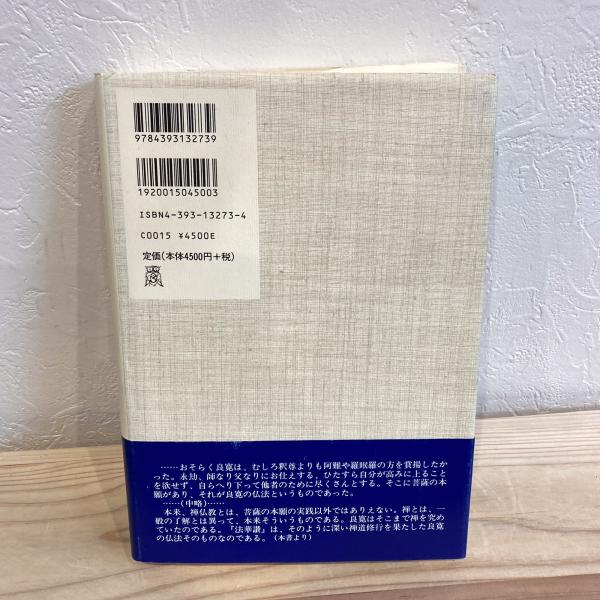 9784393132739
1920015045003
ISBN4-393-13273-4
C0015 ¥4500E
定価(本体4500円+税)
……おそらく良寛は、むしろ釈尊よりも阿難や羅睺羅の方を賞揚したか
った。永劫、師なり父なりにお仕えする、ひたすら自分が高みに上ること
を欲せず、自らへり下って他者のために尽くさんとする。そこに菩薩の本
願があり、それが良寛の仏法というものであった。
……(中略)……
本来、禅仏教とは、菩薩の本願の実践以外ではありえない。禅とは、一
般の了解とは異って、本来そういうものである。良寛はそこまで禅を究め
ていたのである。『法華讃』は、そのように深い禅道修行を果たした良寛
の仏法そのものなのである。(本書より)